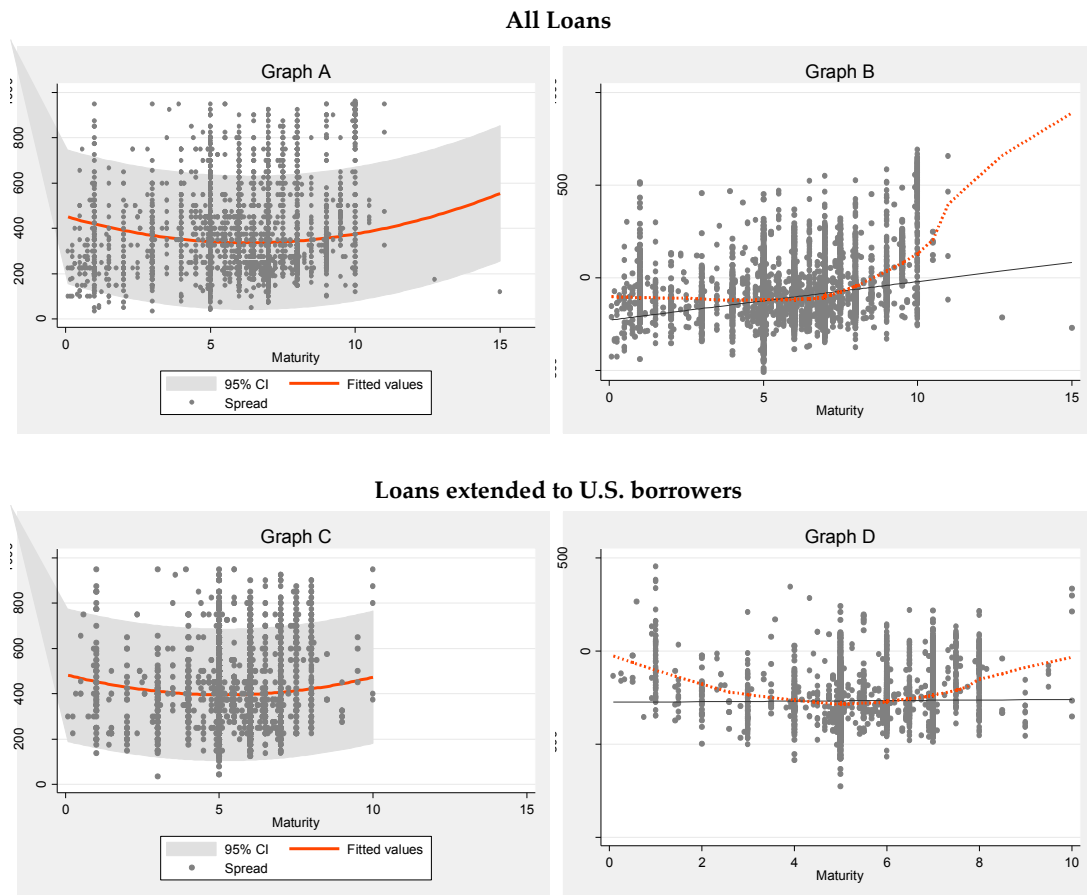 All Loans
Graph A
800
600
400
200
0
0 5 10 15
Maturity
95% CI Fitted values
Spread
Graph B
500
0
0 5 10 15
Maturity
Loans extended to U.S. borrowers
Graph C
800
600
400
200
0
0 5 10 15
Maturity
95% CI Fitted values
Spread
Graph D
500
0
0 2 4 6 8 10
Maturity